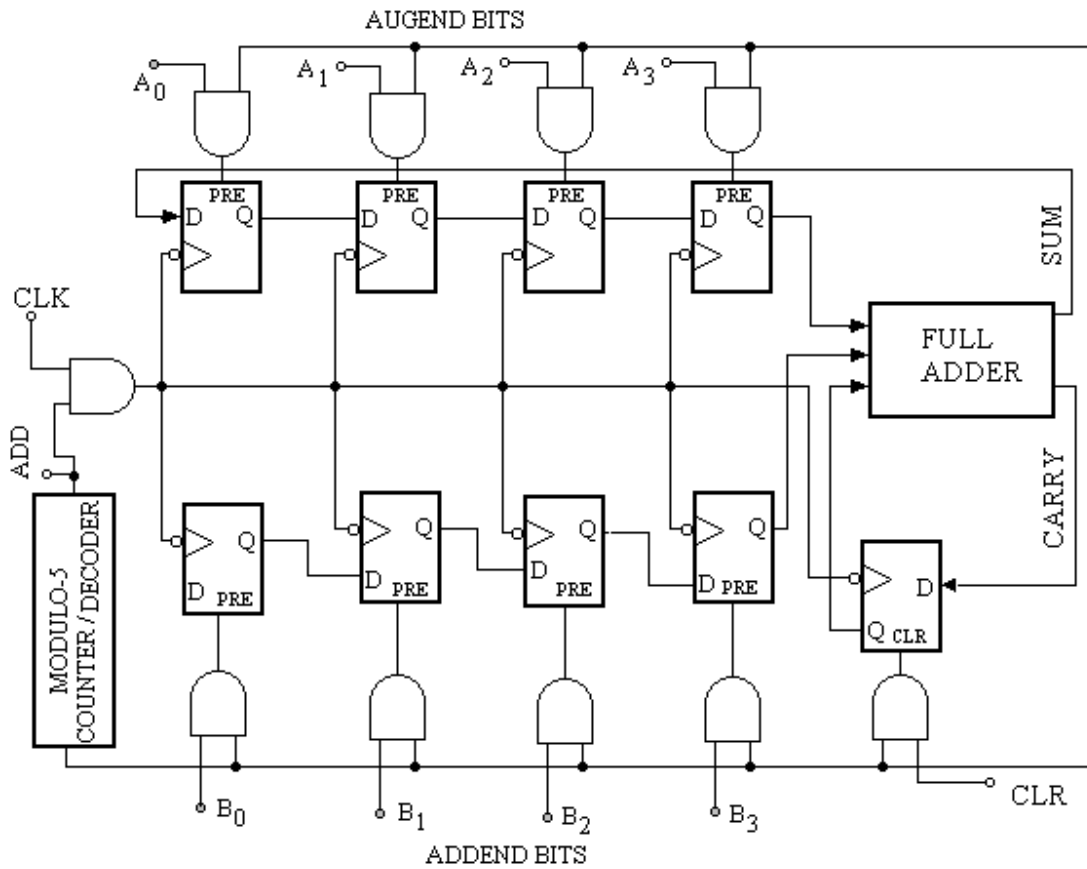 AUGEND BITS
A0
A1
A2
A3
PRE
D
Q
PRE
D
Q
PRE
D
Q
PRE
D
Q
SUM
CLK
FULL
ADDER
ADD
CARRY
MODULO-5
COUNTER / DECODER
Q
D
PRE
Q
D
PRE
Q
D
PRE
Q
D
PRE
D
Q
CLR
CLR
B0
B1
B2
B3
ADDEND BITS